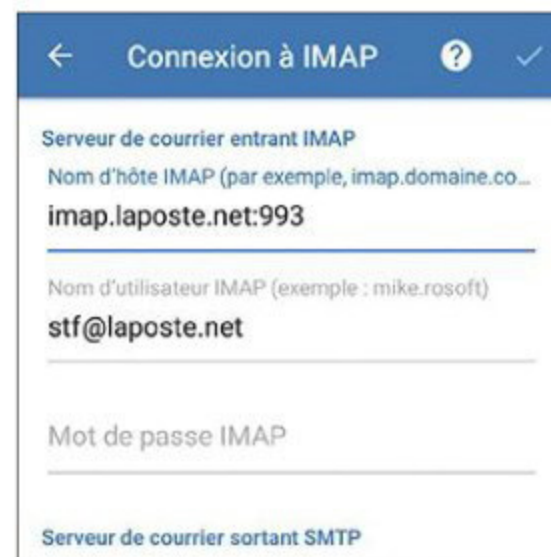 Connexion à IMAP
Serveur de courrier entrant IMAP
Nom d'hôte IMAP (par exemple, imap.domaine.co...
imap.laposte.net:993
Nom d'utilisateur IMAP (exemple : mike.rosoft)
stf@laposte.net
Mot de passe IMAP
Serveur de courrier sortant SMTP